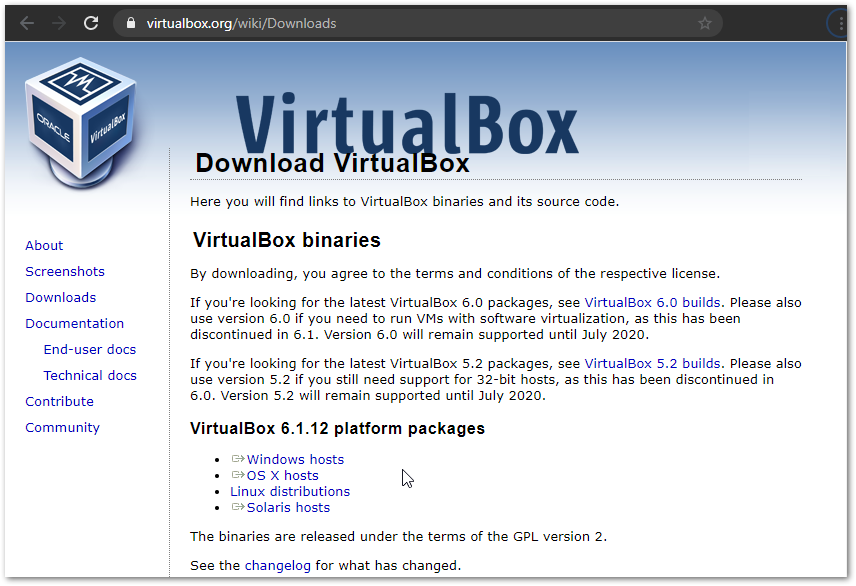 virtualbox.org/wiki/Downloads
ORACLE
VirtualBox
VirtualBox
Download VirtualBox
Here you will find links to VirtualBox binaries and its source code.
About
Screenshots
Downloads
Documentation
End-user docs
Technical docs
Contribute
Community
VirtualBox binaries
By downloading, you agree to the terms and conditions of the respective license.
If you're looking for the latest VirtualBox 6.0 packages, see VirtualBox 6.0 builds. Please also
use version 6.0 if you need to run VMs with software virtualization, as this has been
discontinued in 6.1. Version 6.0 will remain supported until July 2020.
If you're looking for the latest VirtualBox 5.2 packages, see VirtualBox 5.2 builds. Please also
use version 5.2 if you still need support for 32-bit hosts, as this has been discontinued in
6.0. Version 5.2 will remain supported until July 2020.
VirtualBox 6.1.12 platform packages
Windows hosts
OS X hosts
Linux distributions
Solaris hosts
The binaries are released under the terms of the GPL version 2.
See the changelog for what has changed.